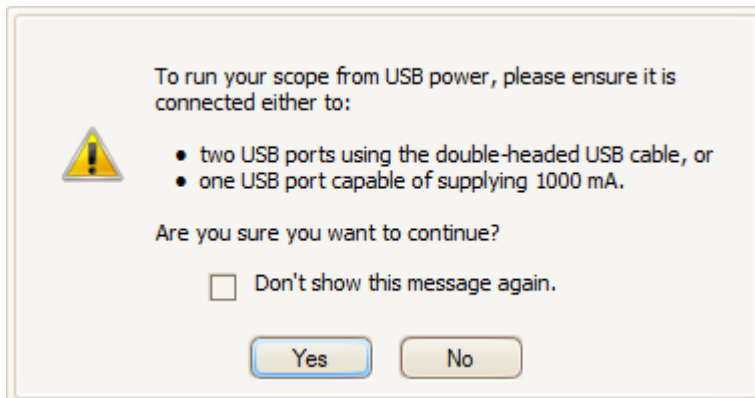 To run your scope from USB power, please ensure it is
connected either to:
• two USB ports using the double-headed USB cable, or
• one USB port capable of supplying 1000 mA.
Are you sure you want to continue?
Don't show this message again.
Yes No